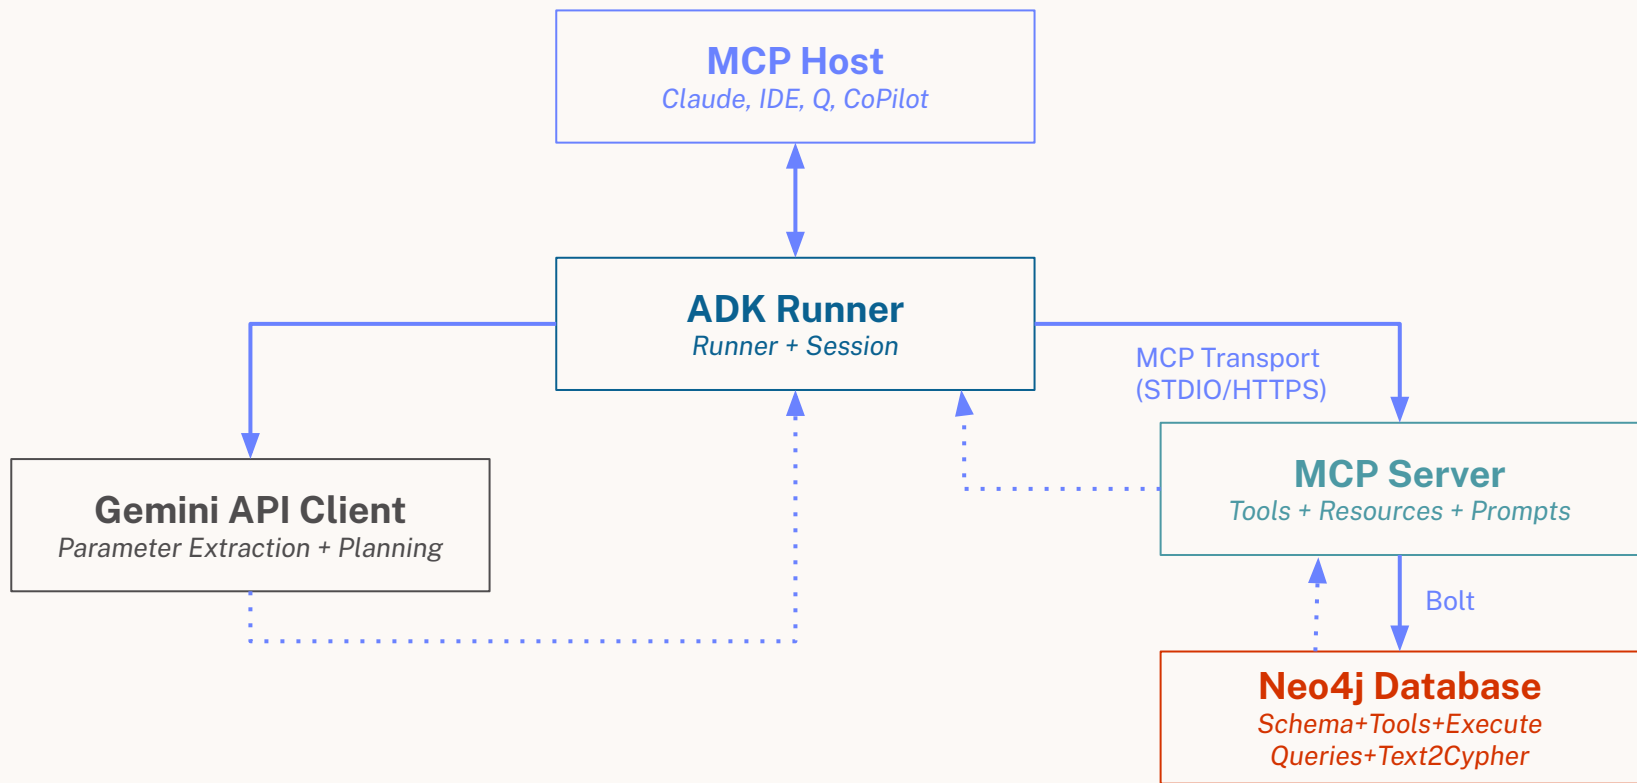 MCP Host
Claude, IDE, Q, CoPilot
ADK Runner
Runner + Session
MCP Transport
(STDIO/HTTPS)
MCP Server
Tools + Resources + Prompts
Gemini API Client
Parameter Extraction + Planning
Bolt
Neo4j Database
Schema+Tools+Execute
Queries+Text2Cypher